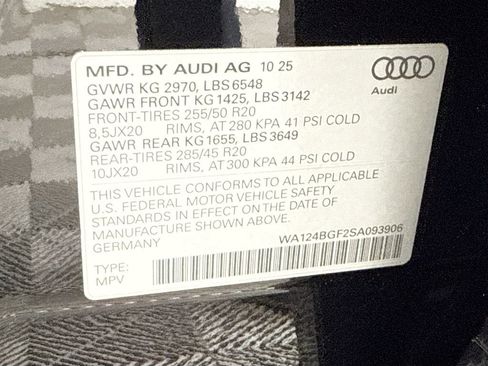 MFD. BY AUDI AG 10 25
GVWR KG 2970, LBS 6548
GAWR FRONT KG 1425, LBS 3142
FRONT-TIRES 255/50 R20
8,5JX20 RIMS, AT 280 KPA 41 PSI COLD
GAWR REAR KG 1655, LBS 3649
REAR-TIRES 285/45 R20
10JX20 RIMS, AT 300 KPA 44 PSI COLD
THIS VEHICLE CONFORMS TO ALL APPLICABLE
U.S. FEDERAL MOTOR VEHICLE SAFETY
STANDARDS IN EFFECT ON THE DATE OF
MANUFACTURE SHOWN ABOVE.
GERMANY
WA124BGF2SA093906
TYPE:
MPV
Audi